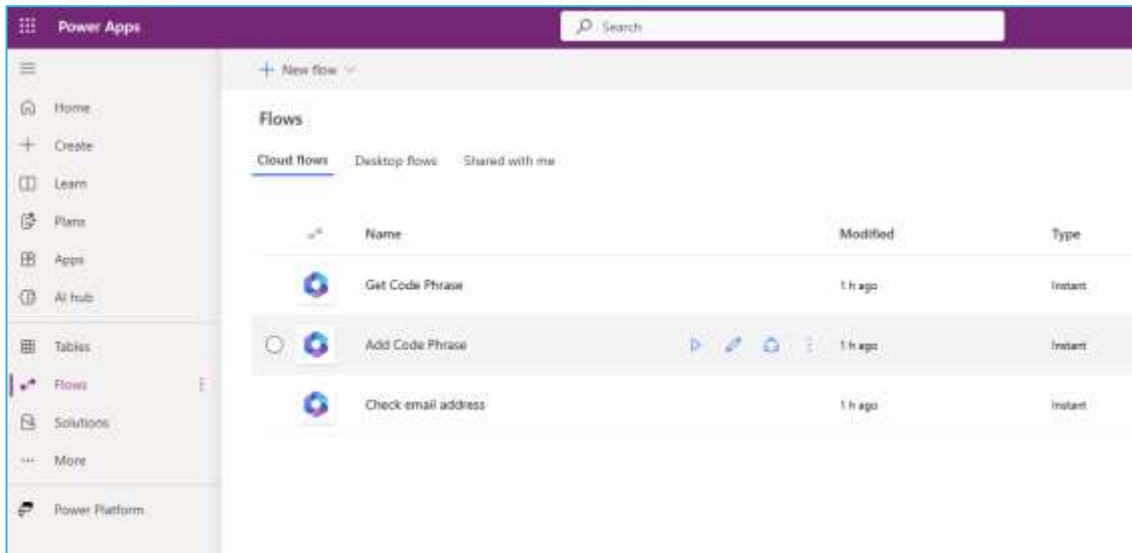 Power Apps
Search
New flow
Home
Create
Learn
Plans
Apps
AI hub
Tables
Flows
Solutions
More
Power Platform
Flows
Cloud flows Desktop flows Shared with me
Name Modified Type
Get Code Phrase 1 h ago Instant
Add Code Phrase 1 h ago Instant
Check email address 1 h ago Instant